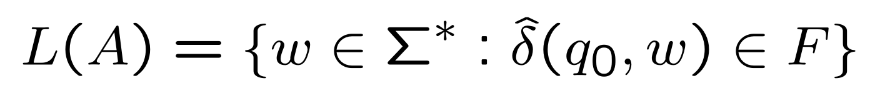 L(A) = {w ∈ Σ* : δ̂(q₀, w) ∈ F}